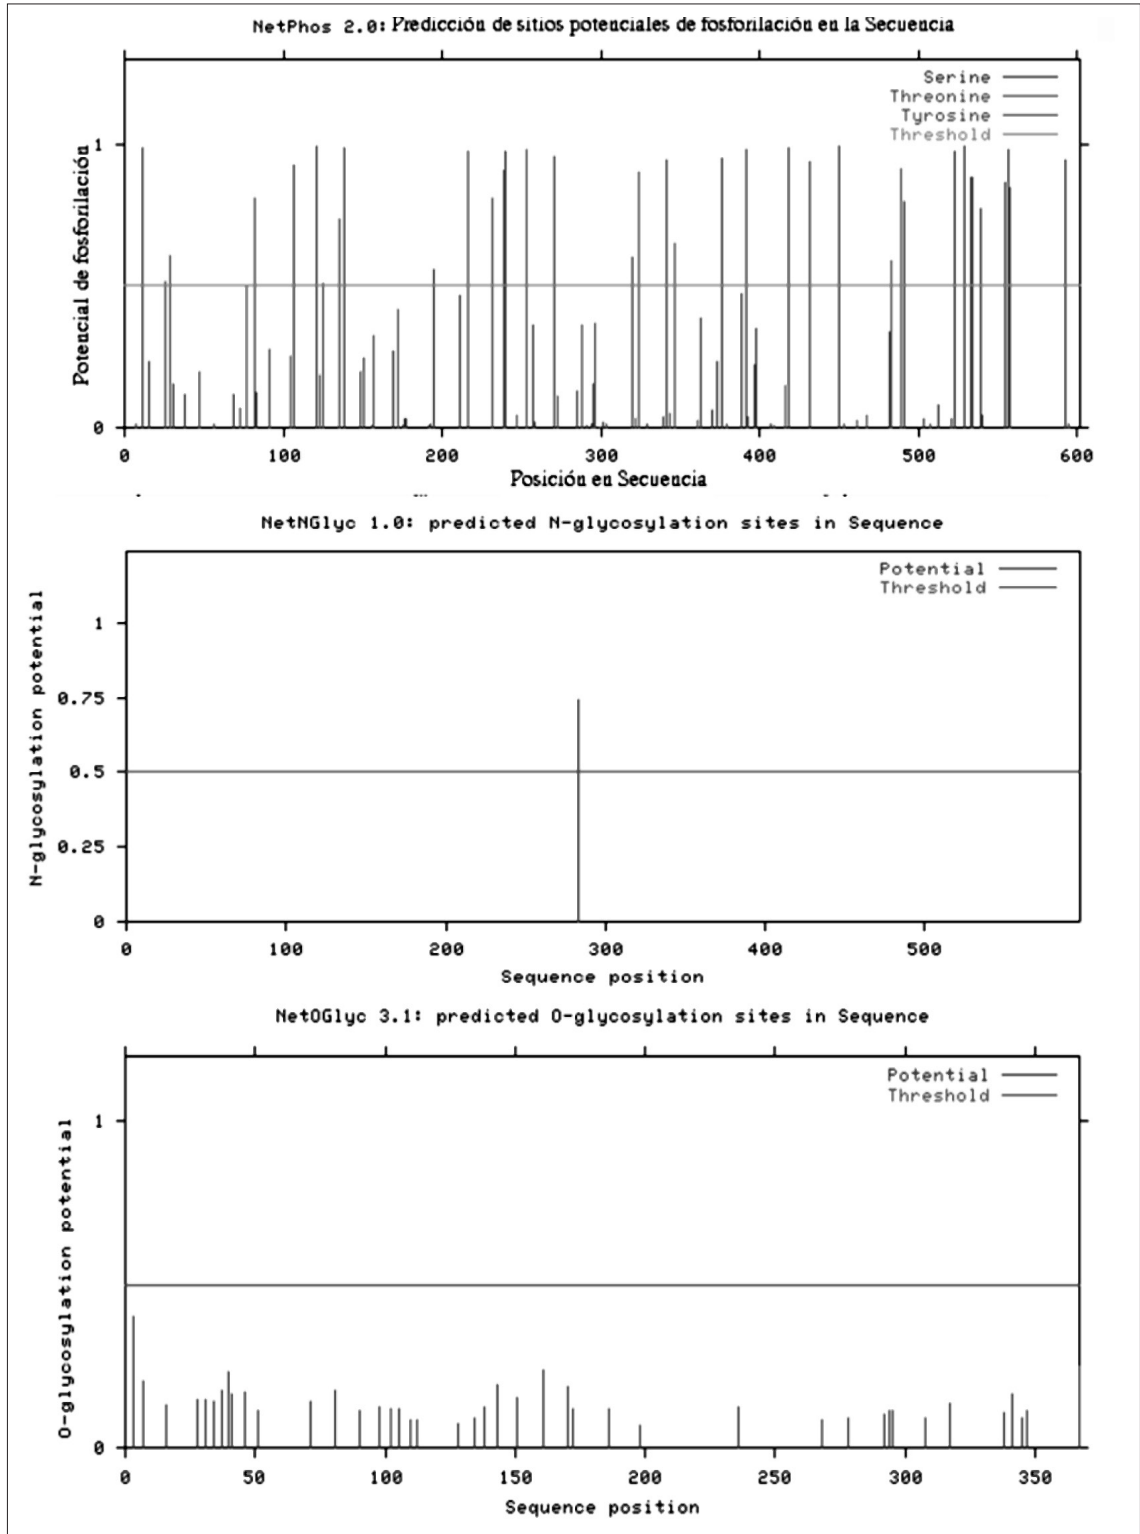 NetPhos 2.0: Predicción de sitios potenciales de fosforilación en la Secuencia
Serine
Threonine
Tyrosine
Threshold
Potencial de fosforilación
1
0
0 100 200 300 400 500 600
Posición en Secuencia
NetNGlyc 1.0: predicted N-glycosylation sites in Sequence
Potential
Threshold
N-glycosylation potential
1
0.75
0.5
0.25
0
0 100 200 300 400 500
Sequence position
NetOGlyc 3.1: predicted O-glycosylation sites in Sequence
Potential
Threshold
O-glycosylation potential
1
0
0 50 100 150 200 250 300 350
Sequence position